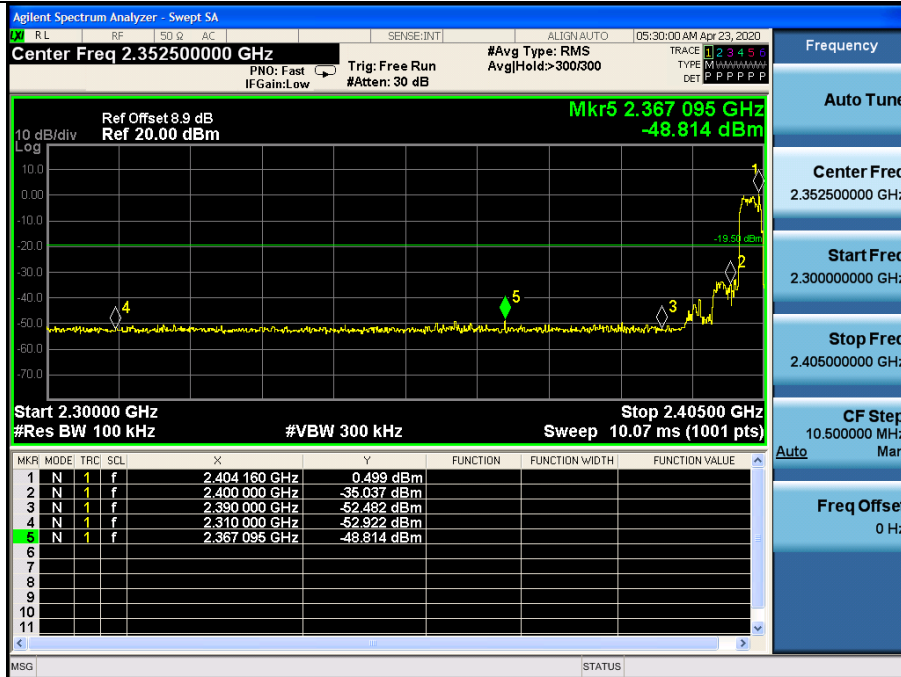 Agilent Spectrum Analyzer - Swept SA
LXI RL RF 50 Ω AC SENSE:INT ALIGN AUTO 05:30:00 AM Apr 23, 2020
Center Freq 2.352500000 GHz
PNO: Fast
IFGain:Low
Trig: Free Run
#Atten: 30 dB
#Avg Type: RMS
Avg|Hold:>300/300
TRACE 1 2 3 4 5 6
TYPE M
DET P P P P P P
Mkr5 2.367 095 GHz
-48.814 dBm
Ref Offset 8.9 dB
10 dB/div Ref 20.00 dBm
Log
10.0
0.00
-10.0
-20.0
-30.0
-40.0
-50.0
-60.0
-70.0
-19.50 dBm
1
2
3
4
5
Start 2.30000 GHz Stop 2.40500 GHz
#Res BW 100 kHz #VBW 300 kHz Sweep 10.07 ms (1001 pts)
MKR MODE TRC SCL X Y FUNCTION FUNCTION WIDTH FUNCTION VALUE
1 N 1 f 2.404 160 GHz 0.499 dBm
2 N 1 f 2.400 000 GHz -35.037 dBm
3 N 1 f 2.390 000 GHz -52.482 dBm
4 N 1 f 2.310 000 GHz -52.922 dBm
5 N 1 f 2.367 095 GHz -48.814 dBm
6
7
8
9
10
11
MSG STATUS
Frequency
Auto Tune
Center Freq
2.352500000 GHz
Start Freq
2.300000000 GHz
Stop Freq
2.405000000 GHz
CF Step
10.500000 MHz
Auto Man
Freq Offset
0 Hz